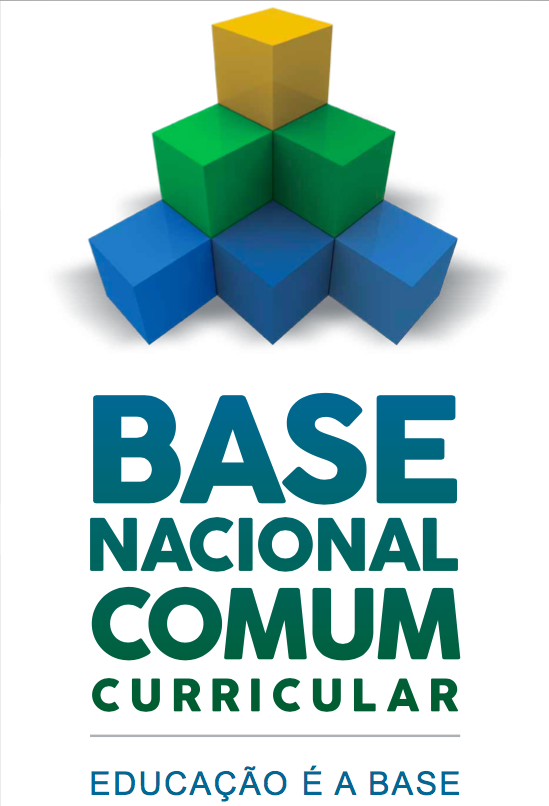 BASE
NACIONAL
COMUM
CURRICULAR
EDUCAÇÃO É A BASE